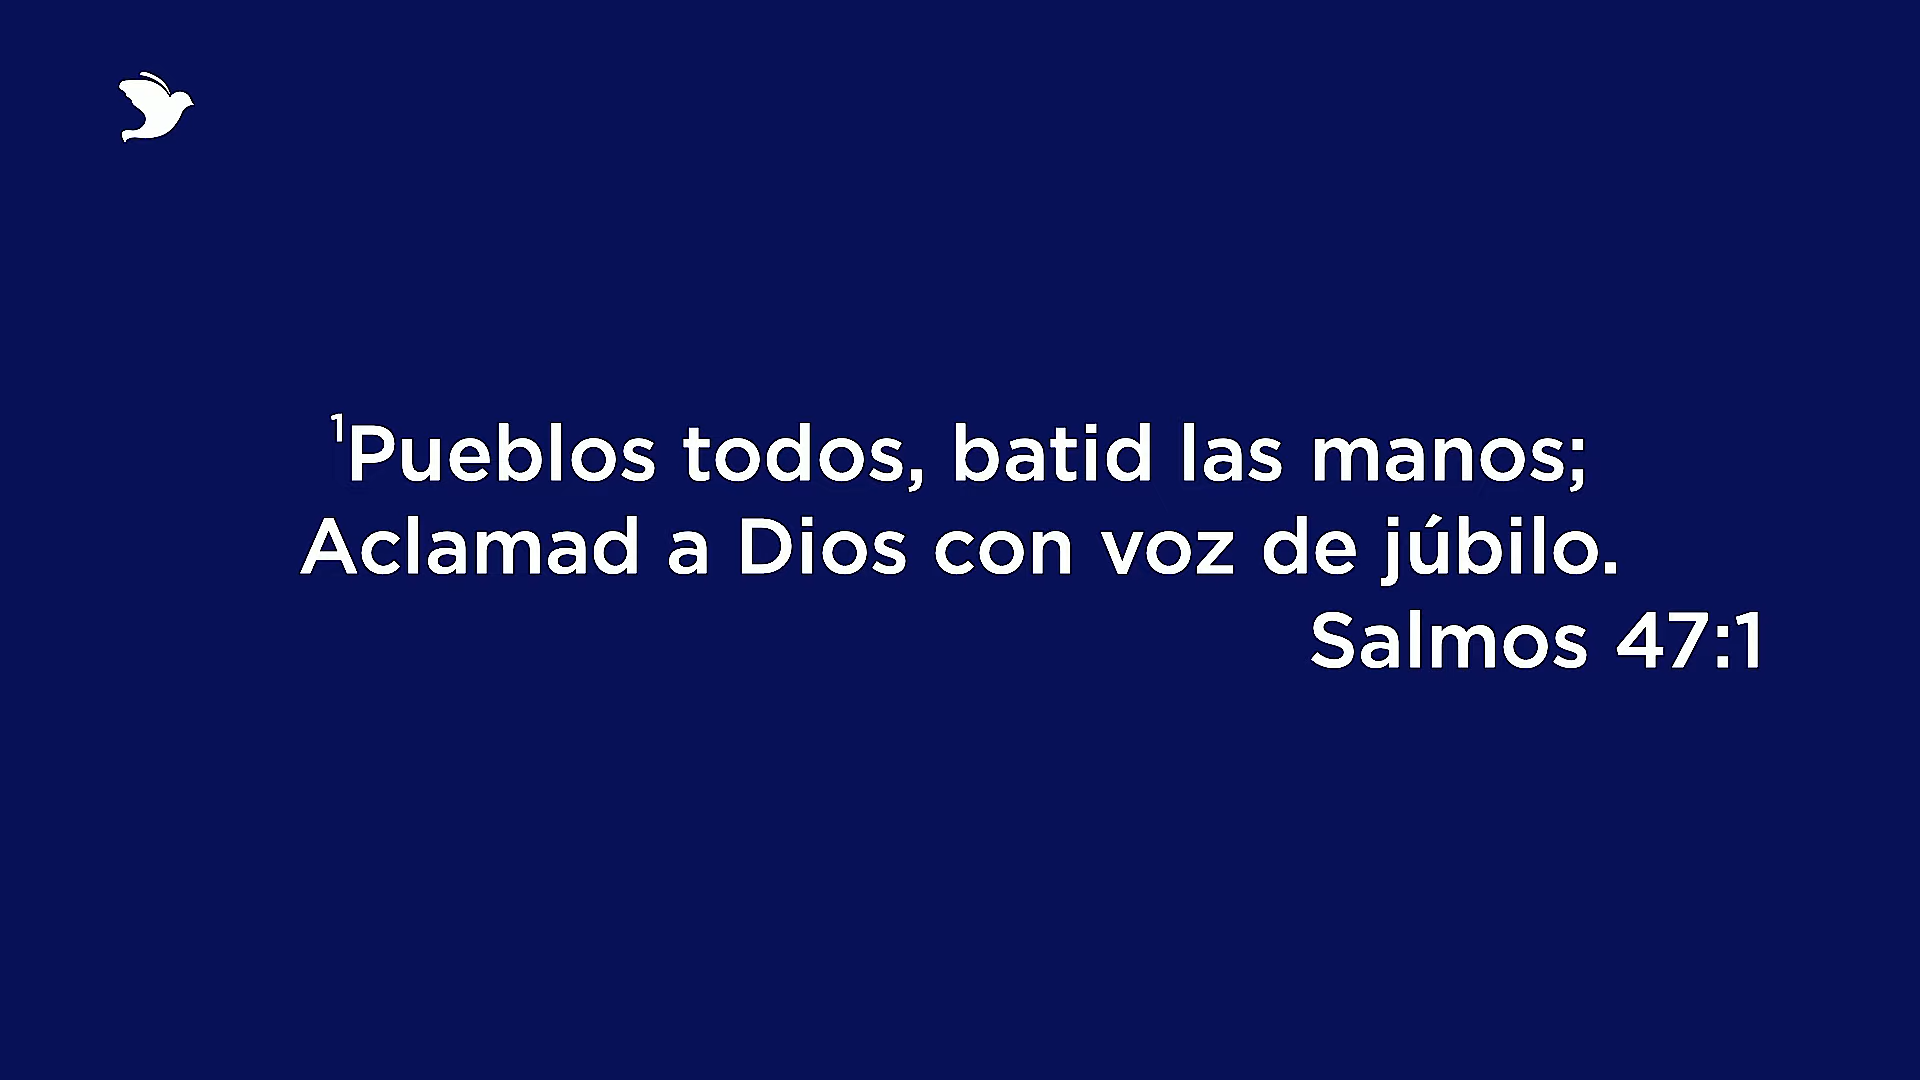 ¹Pueblos todos, batid las manos;
Aclamad a Dios con voz de júbilo.
Salmos 47:1